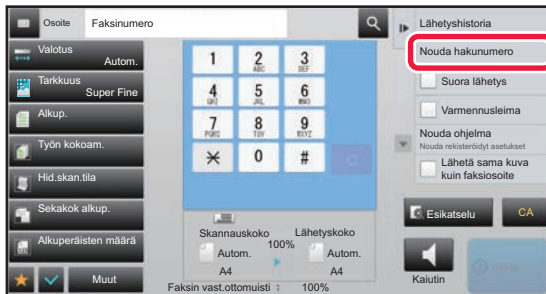 Osoite
Faksinumero
Valotus
Autom.
Tarkkuus
Super Fine
Alkup.
Työn kokoam.
Hid.skan.tila
Sekakok alkup.
Alkuperäisten määrä
Muut
1
2
ABC
3
DEF
4
GHI
5
JKL
6
MNO
7
PQRS
8
TUV
9
WXYZ
0
#
C
Skannauskoko
Lähetyskoko
100%
Autom.
Autom.
A4
A4
Faksin vast.ottomuisti : 100%
Lähetyshistoria
Nouda hakunumero
Suora lähetys
Varmennusleima
Nouda ohjelma
Nouda rekisteröidyt asetukset
Lähetä sama kuva
kuin faksiosoite
Esikatselu
CA
Kaiutin
Aloita